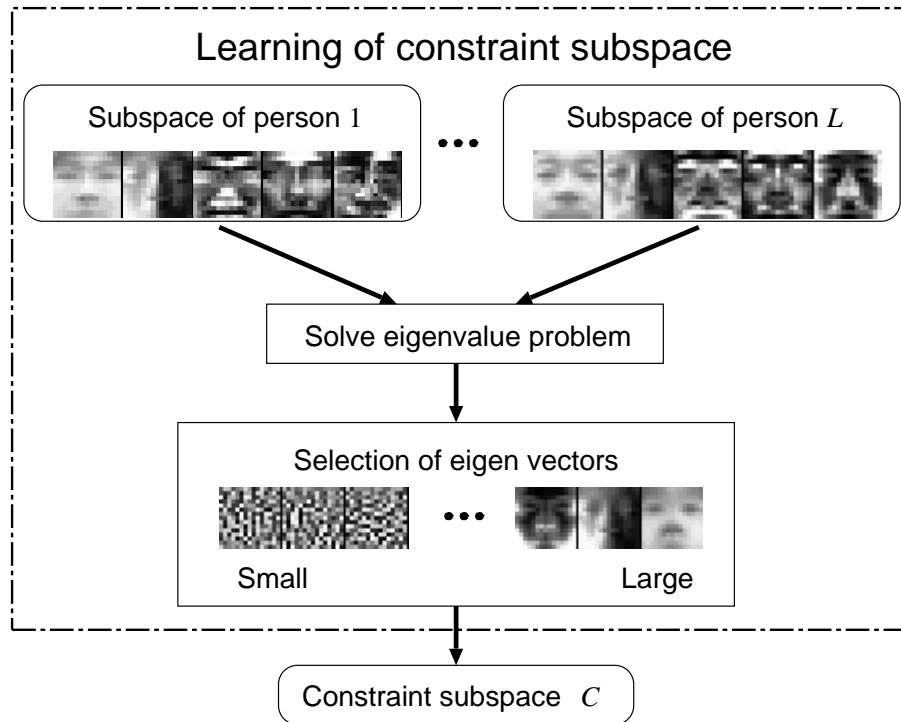 Learning of constraint subspace
Subspace of person 1
Subspace of person L
Solve eigenvalue problem
Selection of eigen vectors
Small
Large
Constraint subspace C